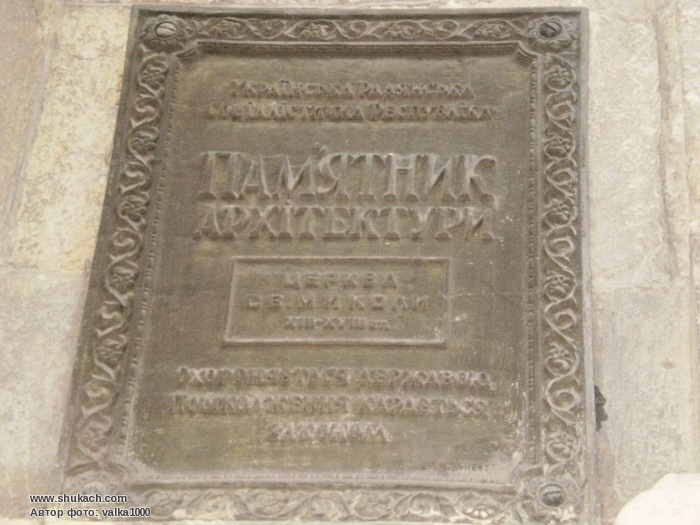 Українська Радянська
Соціалістична Республіка
ПАМ'ЯТНИК
АРХІТЕКТУРИ
ЦЕРКВА
СВ. МИКОЛИ
XIII-XVIII ст.
Охороняється державою,
пошкодження карається
законом
www.shukach.com
Автор фото: valka1000